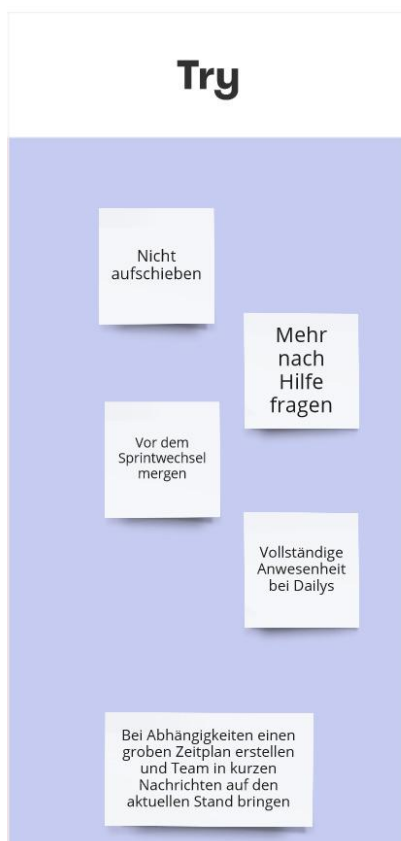 Try
Nicht
aufschieben
Mehr
nach
Hilfe
fragen
Vor dem
Sprintwechsel
mergen
Vollständige
Anwesenheit
bei Dailys
Bei Abhängigkeiten einen
groben Zeitplan erstellen
und Team in kurzen
Nachrichten auf den
aktuellen Stand bringen